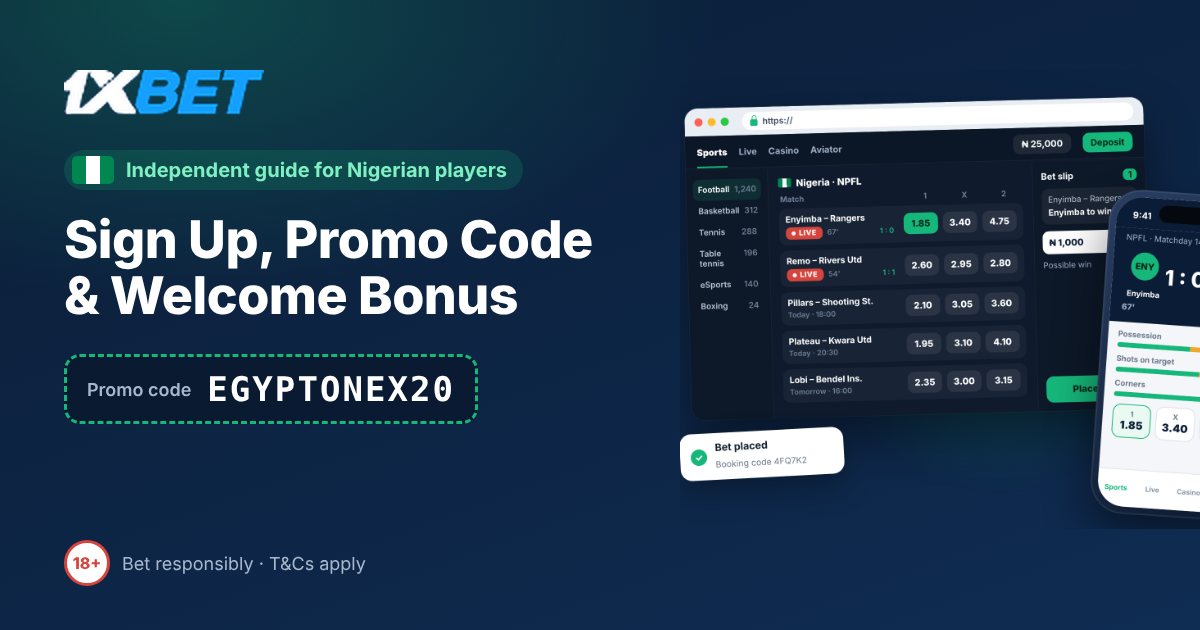 1XBET
Independent guide for Nigerian players
Sign Up, Promo Code
& Welcome Bonus
Promo code EGYPTONEX20
18+ Bet responsibly · T&Cs apply
https://
Sports Live Casino Aviator ₦ 25,000 Deposit
Football 1,240
Basketball 312
Tennis 288
Table tennis 196
eSports 140
Boxing 24
Nigeria · NPFL
Match 1 X 2
Enyimba – Rangers
LIVE 67' 1 : 0 1.85 3.40 4.75
Remo – Rivers Utd
LIVE 54' 1 : 1 2.60 2.95 2.80
Pillars – Shooting St.
Today · 18:00 2.10 3.05 3.60
Plateau – Kwara Utd
Today · 20:30 1.95 3.10 4.10
Lobi – Bendel Ins.
Tomorrow · 16:00 2.35 3.00 3.15
Bet slip 1
Enyimba – Rangers
Enyimba to win
₦ 1,000
Possible win
Place
Bet placed
Booking code 4FQ7K2
9:41
NPFL · Matchday
ENY 1 : 0
Enyimba
67'
Possession
Shots on target
Corners
1 X
1.85 3.40
Sports Live Casino